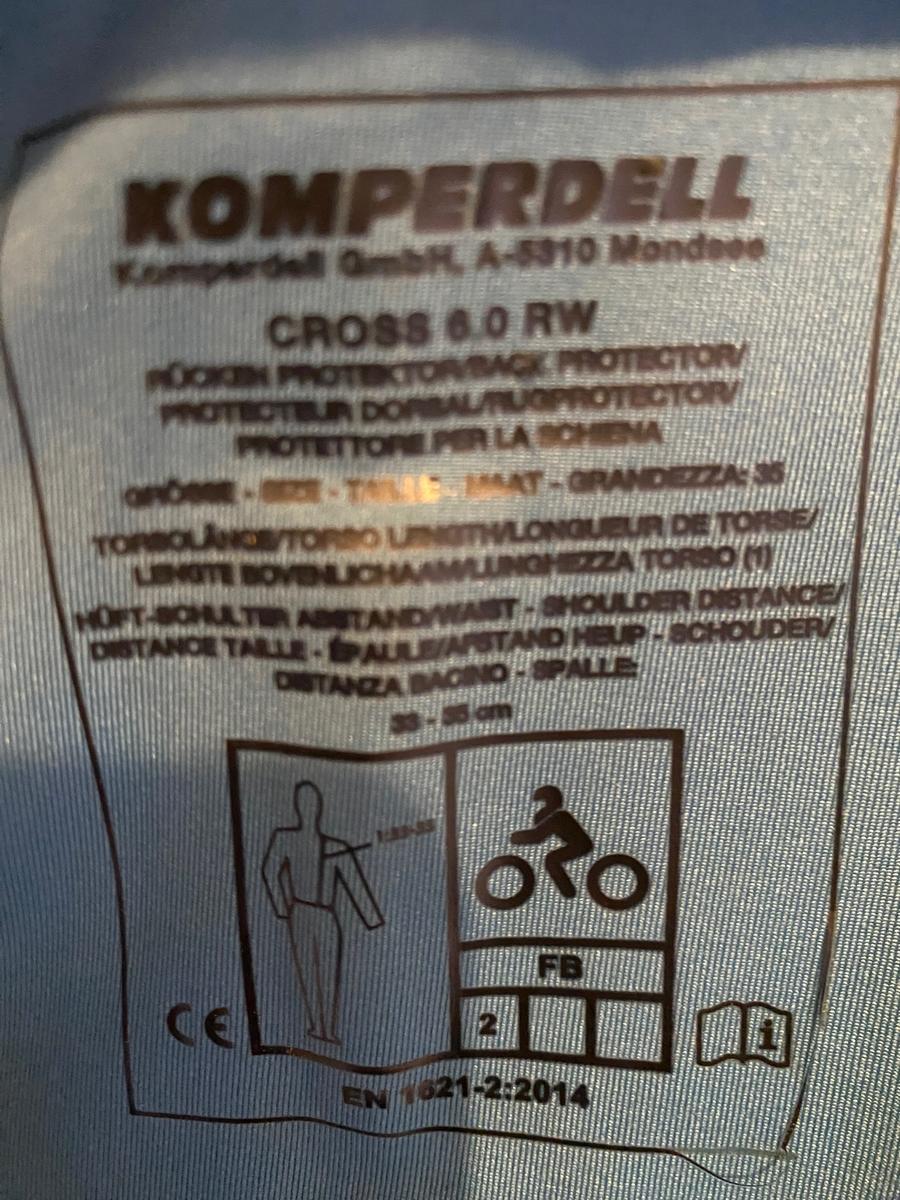 KOMPERDELL
Komperdell GmbH, A-5310 Mondsee
CROSS 6.0 RW
RÜCKEN PROTEKTOR/BACK PROTECTOR/
PROTECTEUR DORSAL/RUGPROTECTOR/
PROTETTORE PER LA SCHIENA
GRÖSSE - SIZE - TAILLE - MAAT - GRANDEZZA: 35
TORSOLÄNGE/TORSO LENGTH/LONGUEUR DE TORSE/
LENGTE BOVENLICHAAM/LUNGHEZZA TORSO (1)
HÜFT-SCHULTER ABSTAND/WAIST - SHOULDER DISTANCE/
DISTANCE TAILLE - ÉPAULE/AFSTAND HEUP - SCHOUDER/
DISTANZA BACINO - SPALLE:
cm
FB
CE
2
i
EN 1621-2:2014